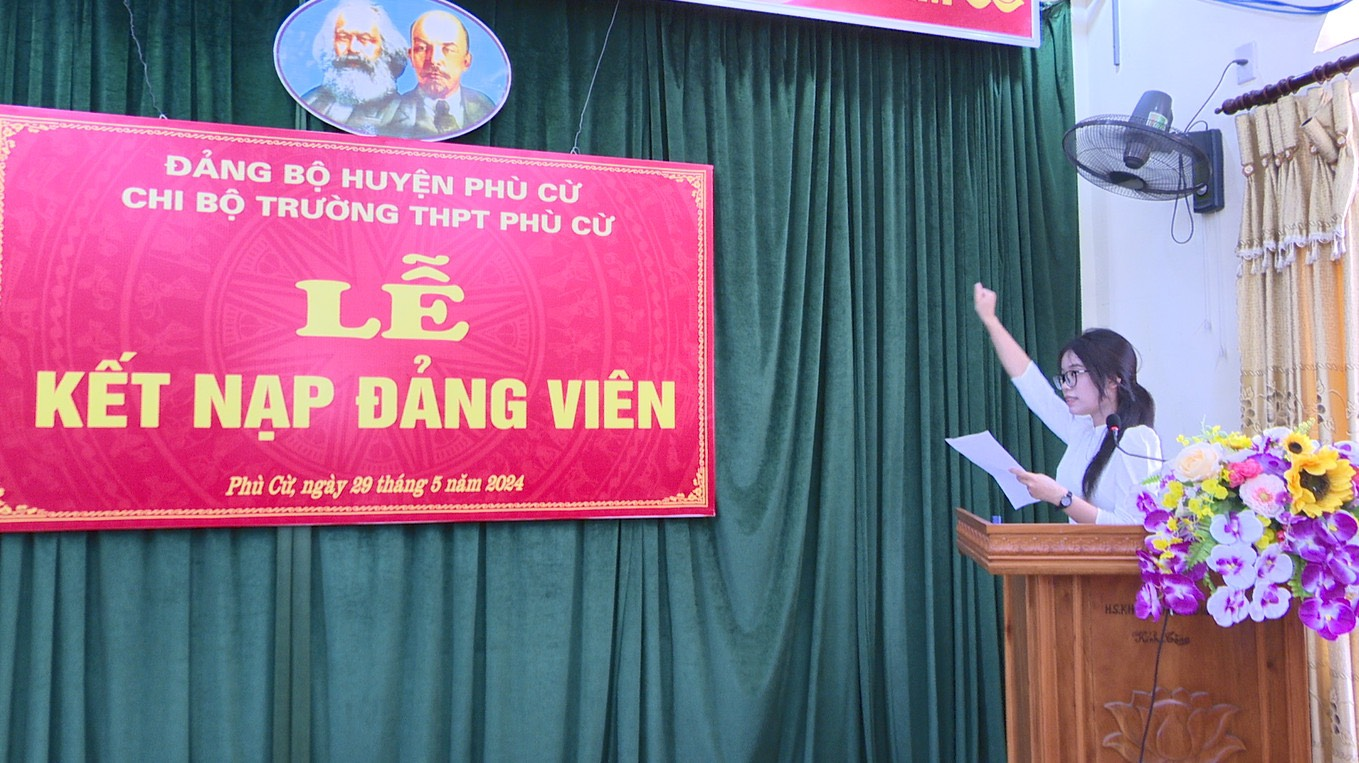 ĐẢNG BỘ HUYỆN PHÙ CỪ
CHI BỘ TRƯỜNG THPT PHÙ CỪ
LỄ
KẾT NẠP ĐẢNG VIÊN
Phù Cừ, ngày 29 tháng 5 năm 2024
H.S.KH